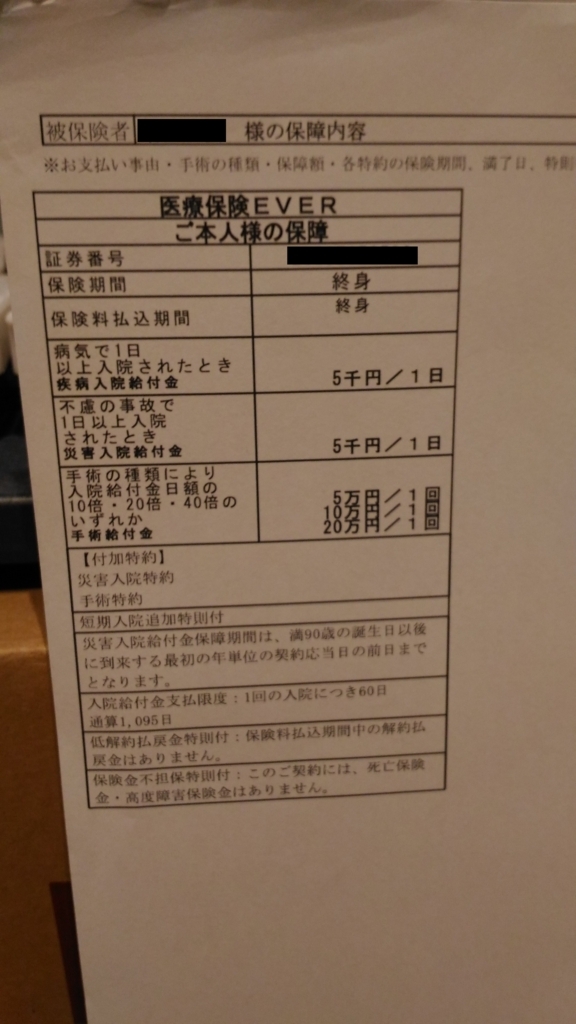 被保険者 様の保障内容
※お支払い事由・手術の種類・保障額・各特約の保険期間、満了日、特則
医療保険ＥＶＥＲ
ご本人様の保障
証券番号
保険期間 終身
保険料払込期間 終身
病気で１日
以上入院されたとき
疾病入院給付金 ５千円／１日
不慮の事故で
１日以上入院
されたとき
災害入院給付金 ５千円／１日
手術の種類により
入院給付金日額の ５万円／１回
10倍・20倍・40倍の 10万円／１回
いずれか 20万円／１回
手術給付金
【付加特約】
災害入院特約
手術特約
短期入院追加特則付
災害入院給付金保障期間は、満90歳の誕生日以後
に到来する最初の年単位の契約応当日の前日まで
となります。
入院給付金支払限度：1回の入院につき60日
通算1,095日
低解約払戻金特則付：保険料払込期間中の解約払
戻金はありません。
保険金不担保特則付：このご契約には、死亡保険
金・高度障害保険金はありません。